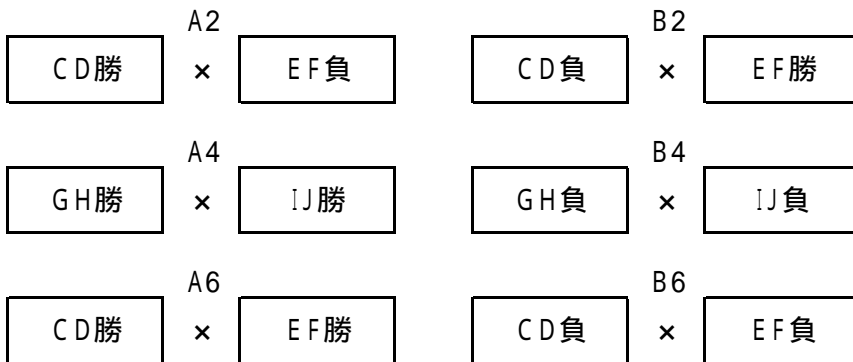 A2 B2
CD勝 × EF負 CD負 × EF勝
A4 B4
GH勝 × IJ勝 GH負 × IJ負
A6 B6
CD勝 × EF勝 CD負 × EF負